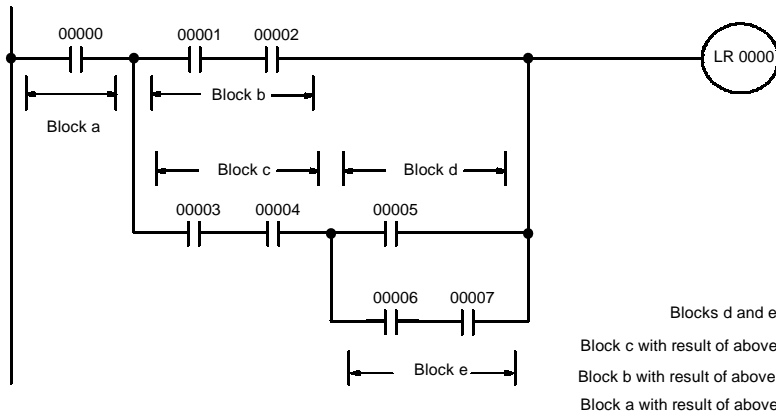 00000 00001 00002
LR 0000
Block b
Block a
Block c Block d
00003 00004 00005
00006 00007
Blocks d and e
Block c with result of above
Block e
Block b with result of above
Block a with result of above